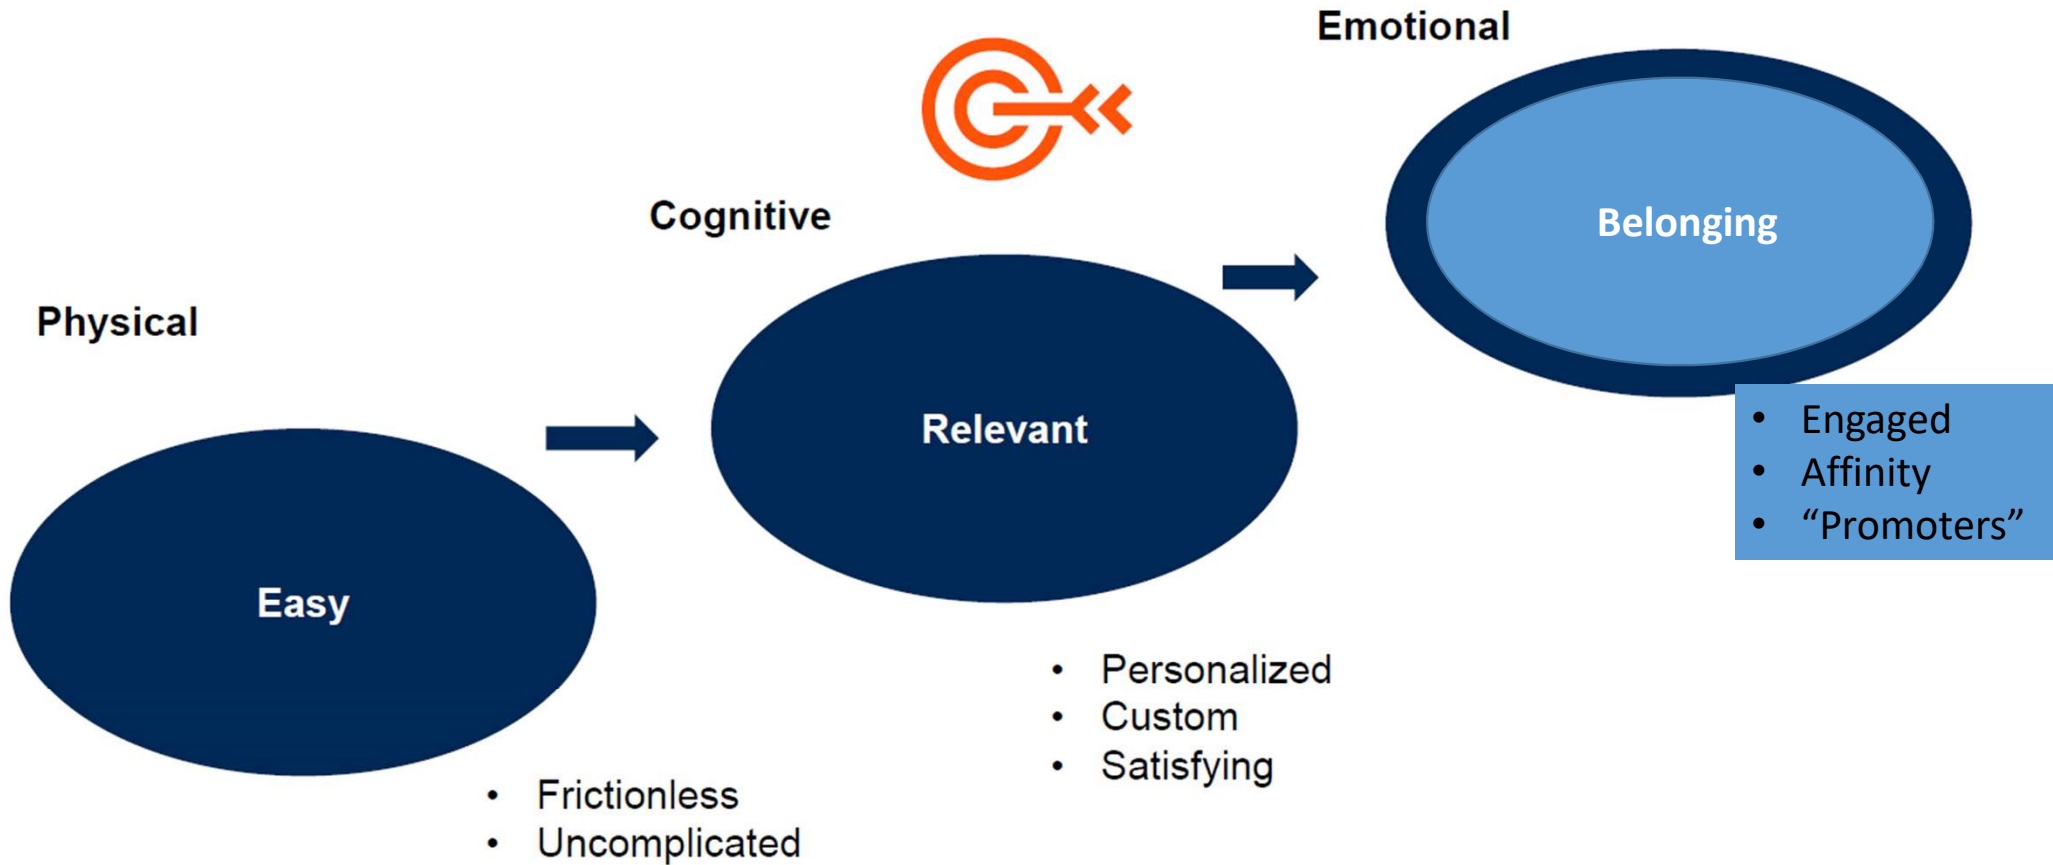 Physical
Easy
• Frictionless
• Uncomplicated
Cognitive
Relevant
• Personalized
• Custom
• Satisfying
Emotional
Belonging
• Engaged
• Affinity
• “Promoters”